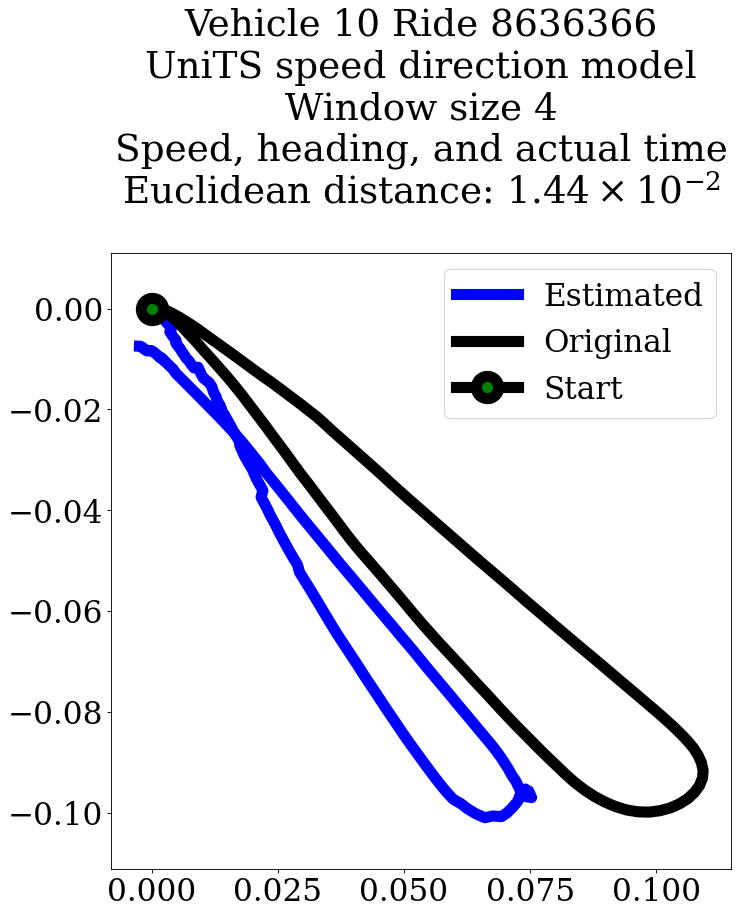 Vehicle 10 Ride 8636366
UniTS speed direction model
Window size 4
Speed, heading, and actual time
Euclidean distance: 1.44 × 10⁻²
Estimated
Original
Start
0.00
−0.02
−0.04
−0.06
−0.08
−0.10
0.000 0.025 0.050 0.075 0.100